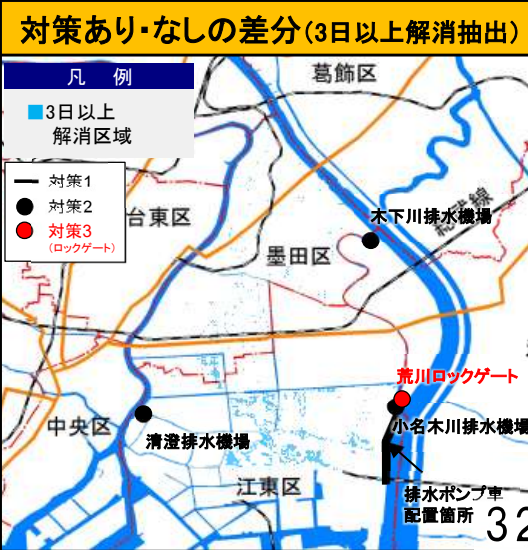 対策あり・なしの差分(3日以上解消抽出)
凡 例
3日以上
解消区域
対策1
対策2
対策3
(ロックゲート)
葛飾区
台東区
木下川排水機場
総武線
墨田区
荒川ロックゲート
中央区
清澄排水機場
小名木川排水機場
江東区
排水ポンプ車
配置箇所
32